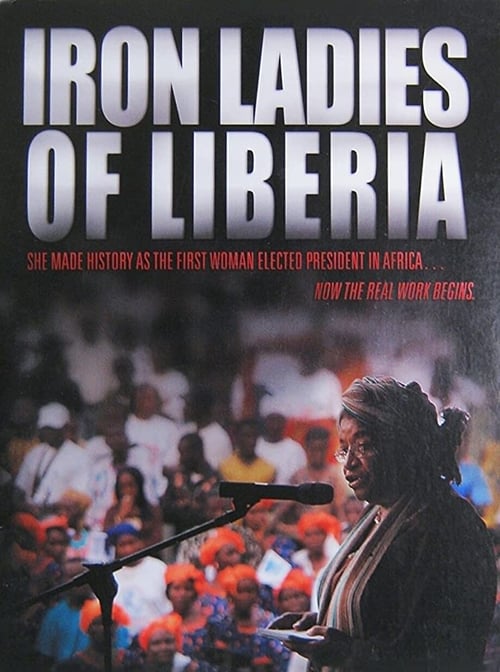 IRON LADIES
OF LIBERIA
SHE MADE HISTORY AS THE FIRST WOMAN ELECTED PRESIDENT IN AFRICA...
NOW THE REAL WORK BEGINS.